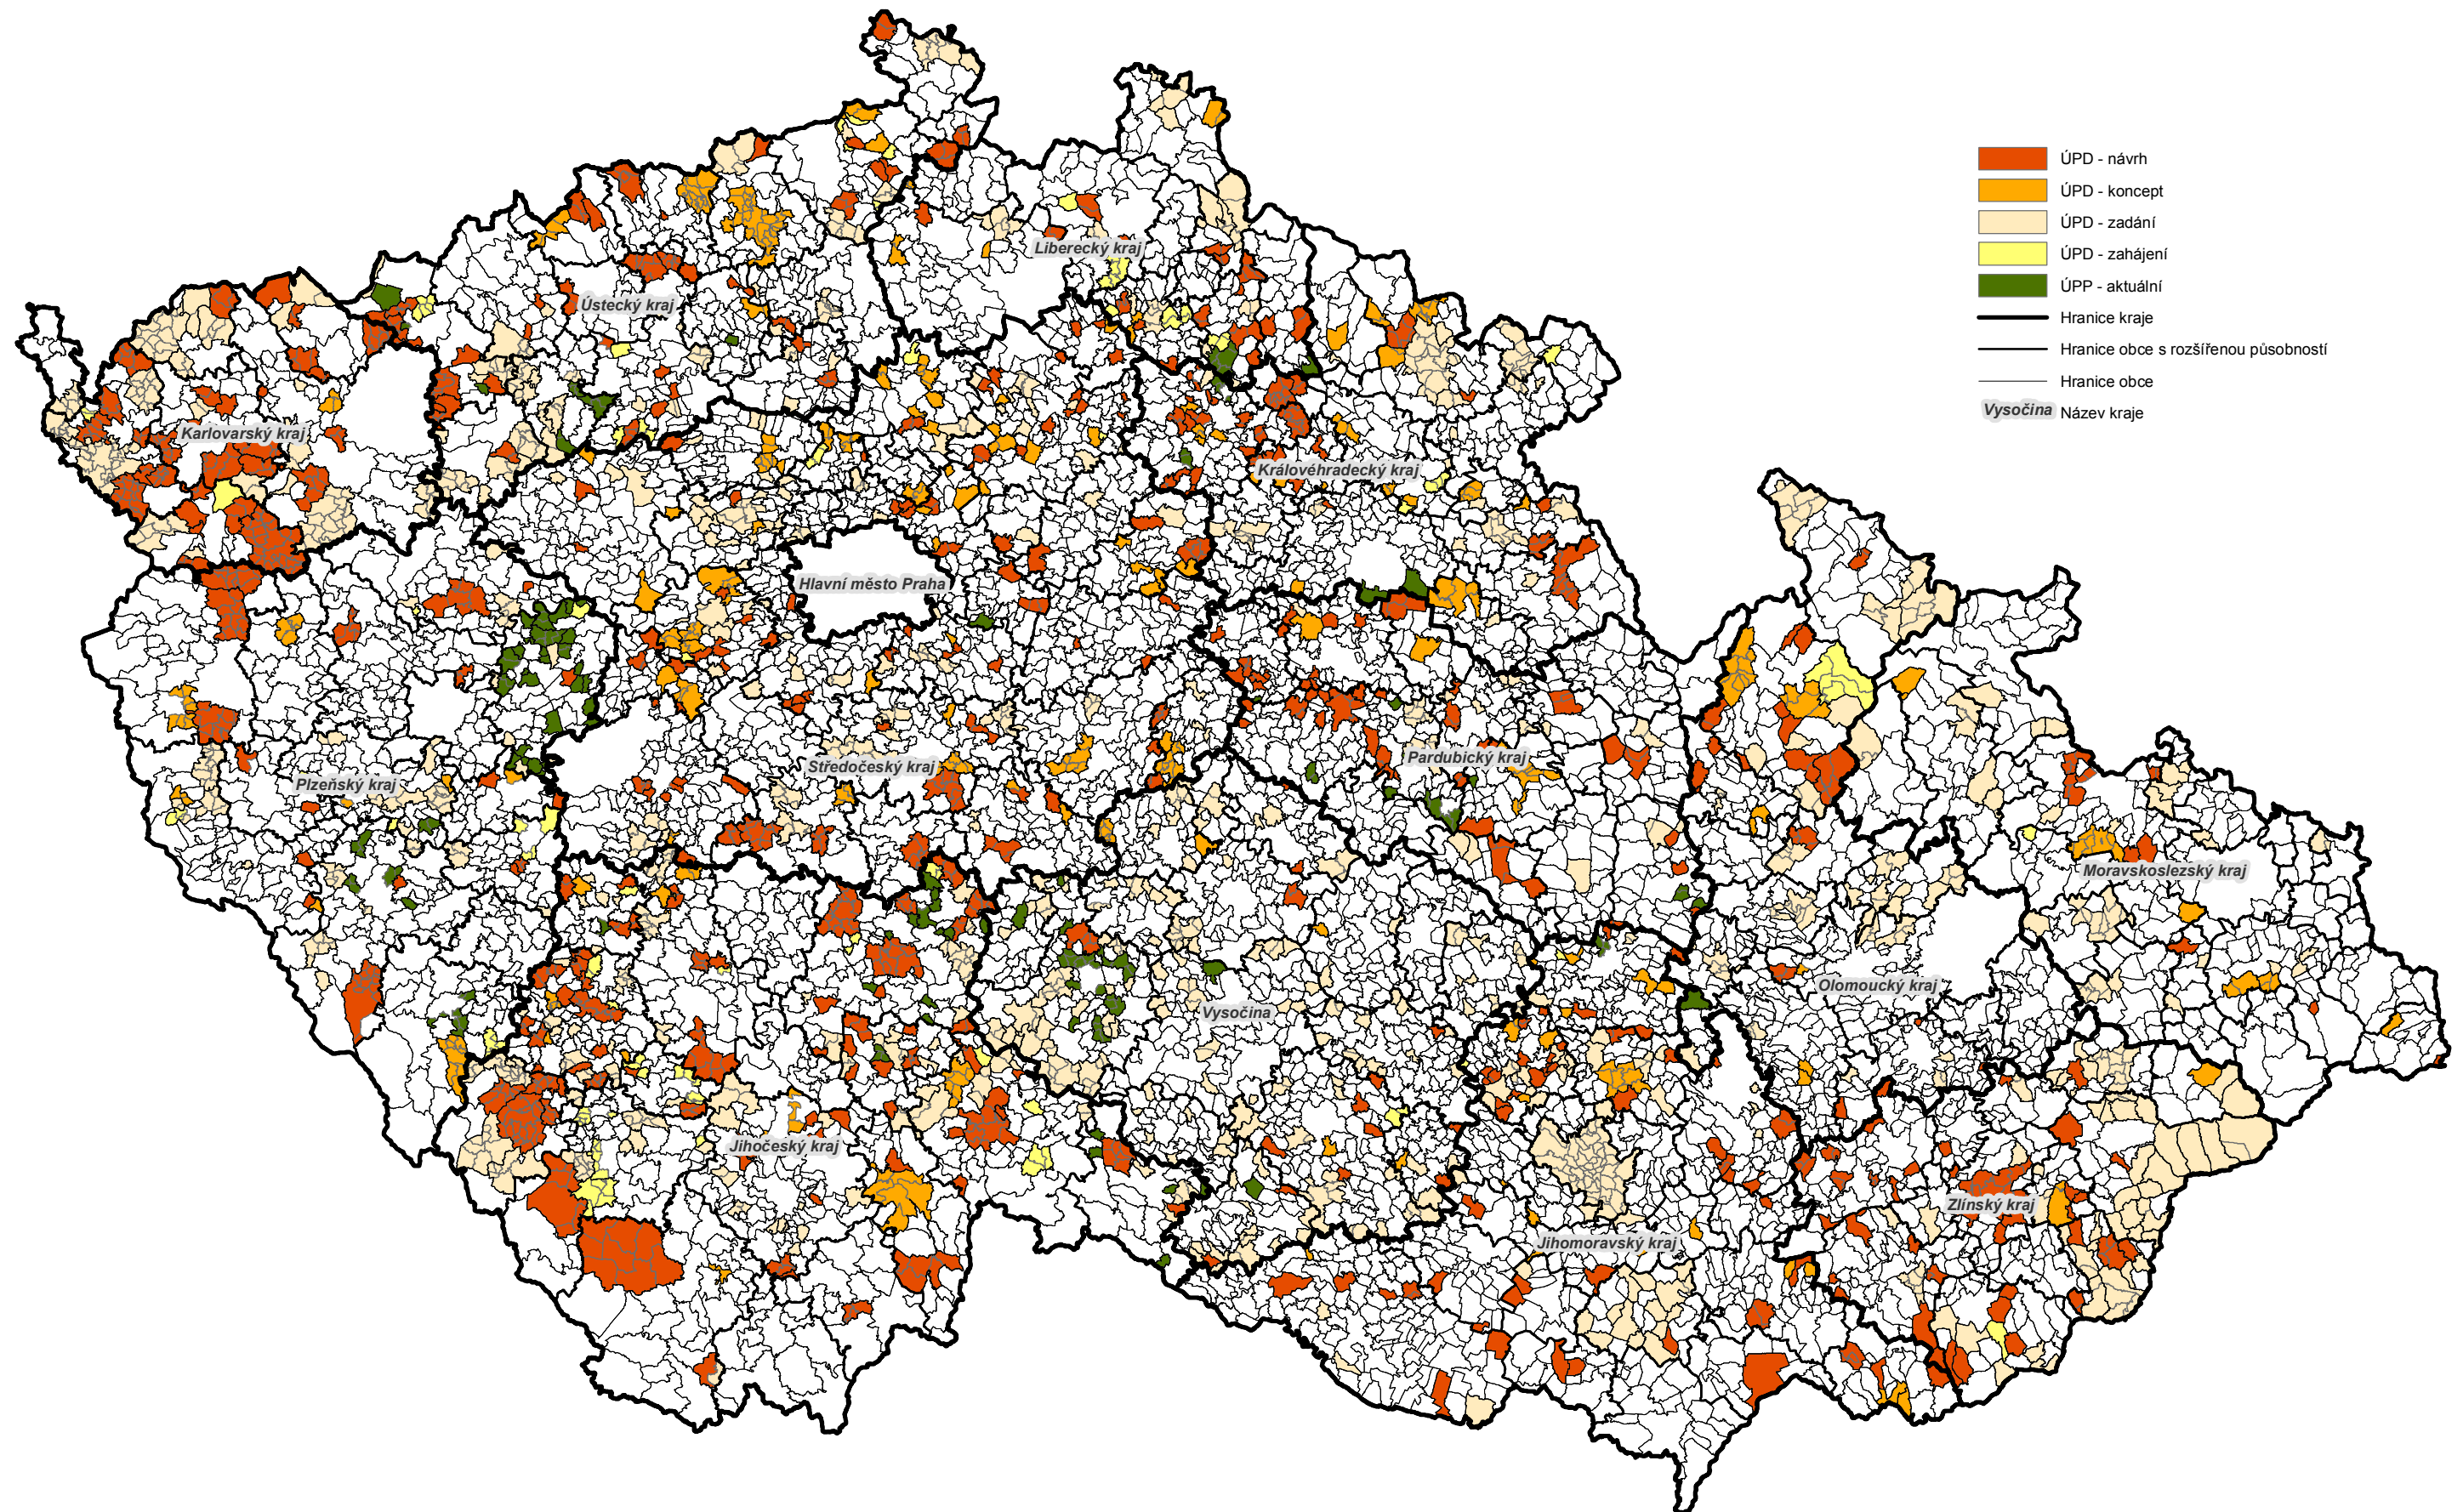 ÚPD - návrh
ÚPD - koncept
ÚPD - zadání
ÚPD - zahájení
ÚPP - aktuální
Hranice kraje
Hranice obce s rozšířenou působností
Hranice obce
Vysočina Název kraje
Liberecký kraj
Ústecký kraj
Karlovarský kraj
Královéhradecký kraj
Hlavní město Praha
Pardubický kraj
Středočeský kraj
Plzeňský kraj
Moravskoslezský kraj
Olomoucký kraj
Vysočina
Jihočeský kraj
Zlínský kraj
Jihomoravský kraj